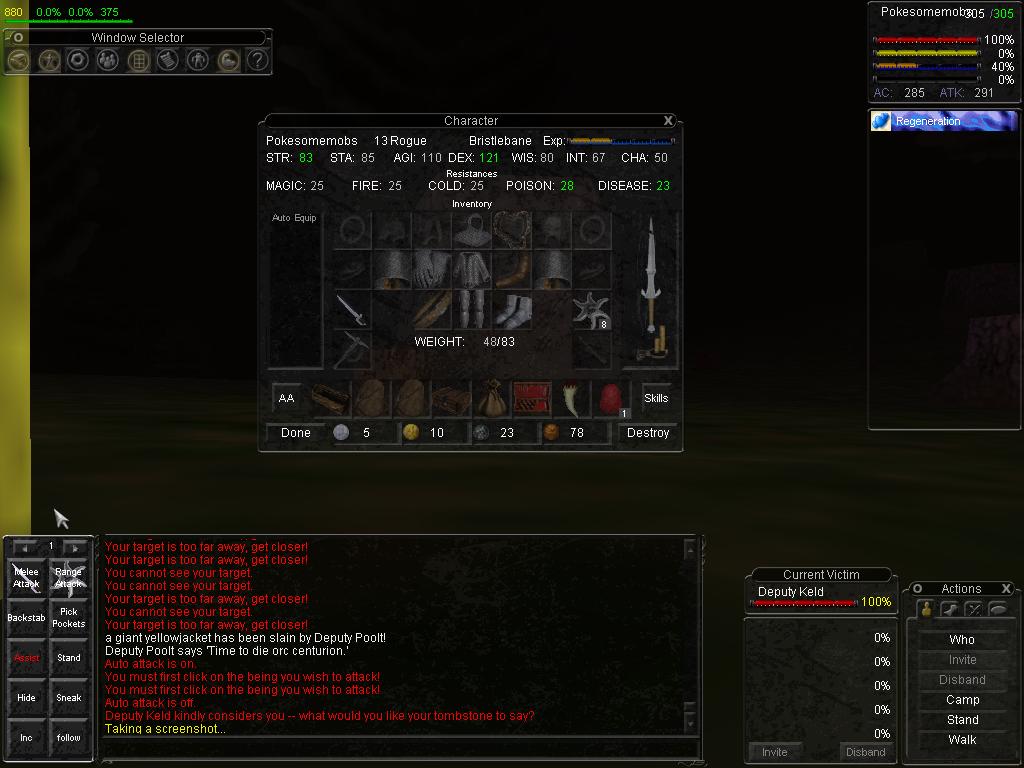 880 0.0% 0.0% 375
Window Selector
Pokesomemobs 305 /305
100%
0%
40%
0%
AC: 285 ATK: 291
Regeneration
Character
Pokesomemobs 13 Rogue Bristlebane Exp:
STR: 83 STA: 85 AGI: 110 DEX: 121 WIS: 80 INT: 67 CHA: 50
Resistances
MAGIC: 25 FIRE: 25 COLD: 25 POISON: 28 DISEASE: 23
Inventory
Auto Equip
8
WEIGHT: 48/83
AA Skills
1
Done 5 10 23 78 Destroy
1
Melee Attack Range Attack
Backstab Pick Pockets
Assist Stand
Hide Sneak
Inc follow
Your target is too far away, get closer!
Your target is too far away, get closer!
You cannot see your target.
You cannot see your target.
Your target is too far away, get closer!
You cannot see your target.
Your target is too far away, get closer!
a giant yellowjacket has been slain by Deputy Poolt!
Deputy Poolt says 'Time to die orc centurion.'
Auto attack is on.
You must first click on the being you wish to attack!
You must first click on the being you wish to attack!
Auto attack is off.
Deputy Keld kindly considers you -- what would you like your tombstone to say?
Taking a screenshot...
Current Victim
Deputy Keld
100%
0%
0%
0%
0%
0%
Invite Disband
Actions
Who
Invite
Disband
Camp
Stand
Walk